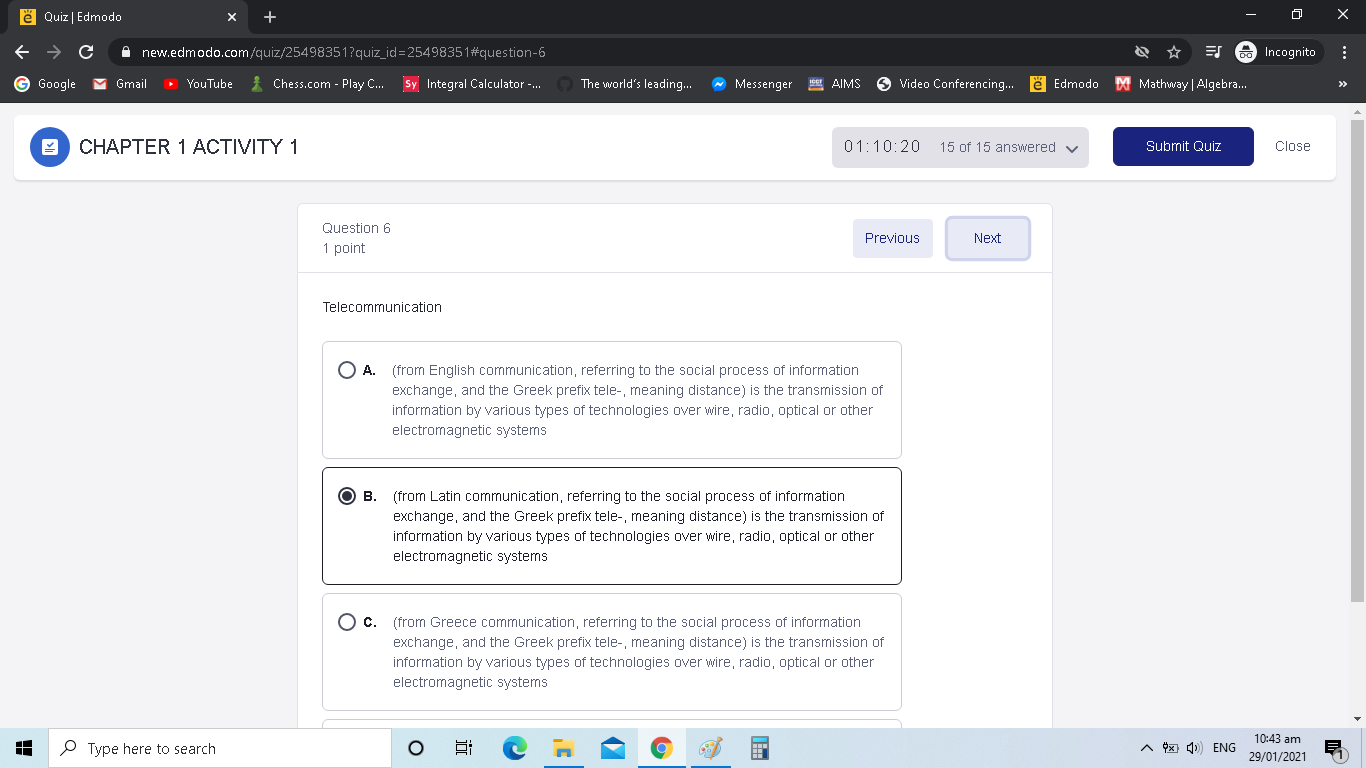 Quiz | Edmodo
new.edmodo.com/quiz/25498351?quiz_id=25498351#question-6
Incognito
Google Gmail YouTube Chess.com - Play C... Sy Integral Calculator -... The world's leading... Messenger AIMS Video Conferencing... Edmodo Mathway | Algebra... »
CHAPTER 1 ACTIVITY 1
01:10:20 15 of 15 answered
Submit Quiz
Close
Question 6
1 point
Previous
Next
Telecommunication
A. (from English communication, referring to the social process of information
exchange, and the Greek prefix tele-, meaning distance) is the transmission of
information by various types of technologies over wire, radio, optical or other
electromagnetic systems
B. (from Latin communication, referring to the social process of information
exchange, and the Greek prefix tele-, meaning distance) is the transmission of
information by various types of technologies over wire, radio, optical or other
electromagnetic systems
C. (from Greece communication, referring to the social process of information
exchange, and the Greek prefix tele-, meaning distance) is the transmission of
information by various types of technologies over wire, radio, optical or other
electromagnetic systems
Type here to search
ENG
10:43 am
29/01/2021
1